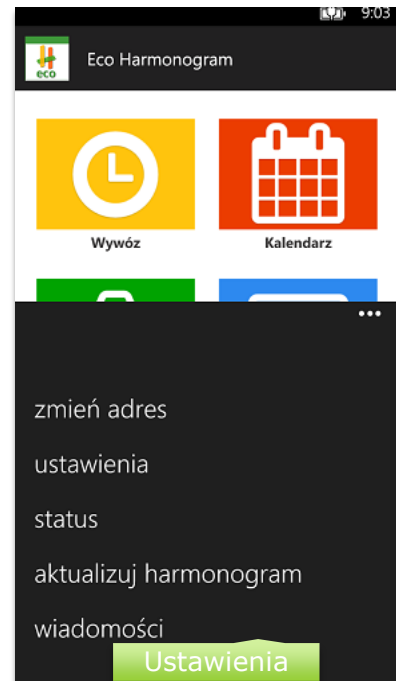 9:03
eco
Eco Harmonogram
Wywóz
Kalendarz
zmień adres
ustawienia
status
aktualizuj harmonogram
wiadomości
Ustawienia